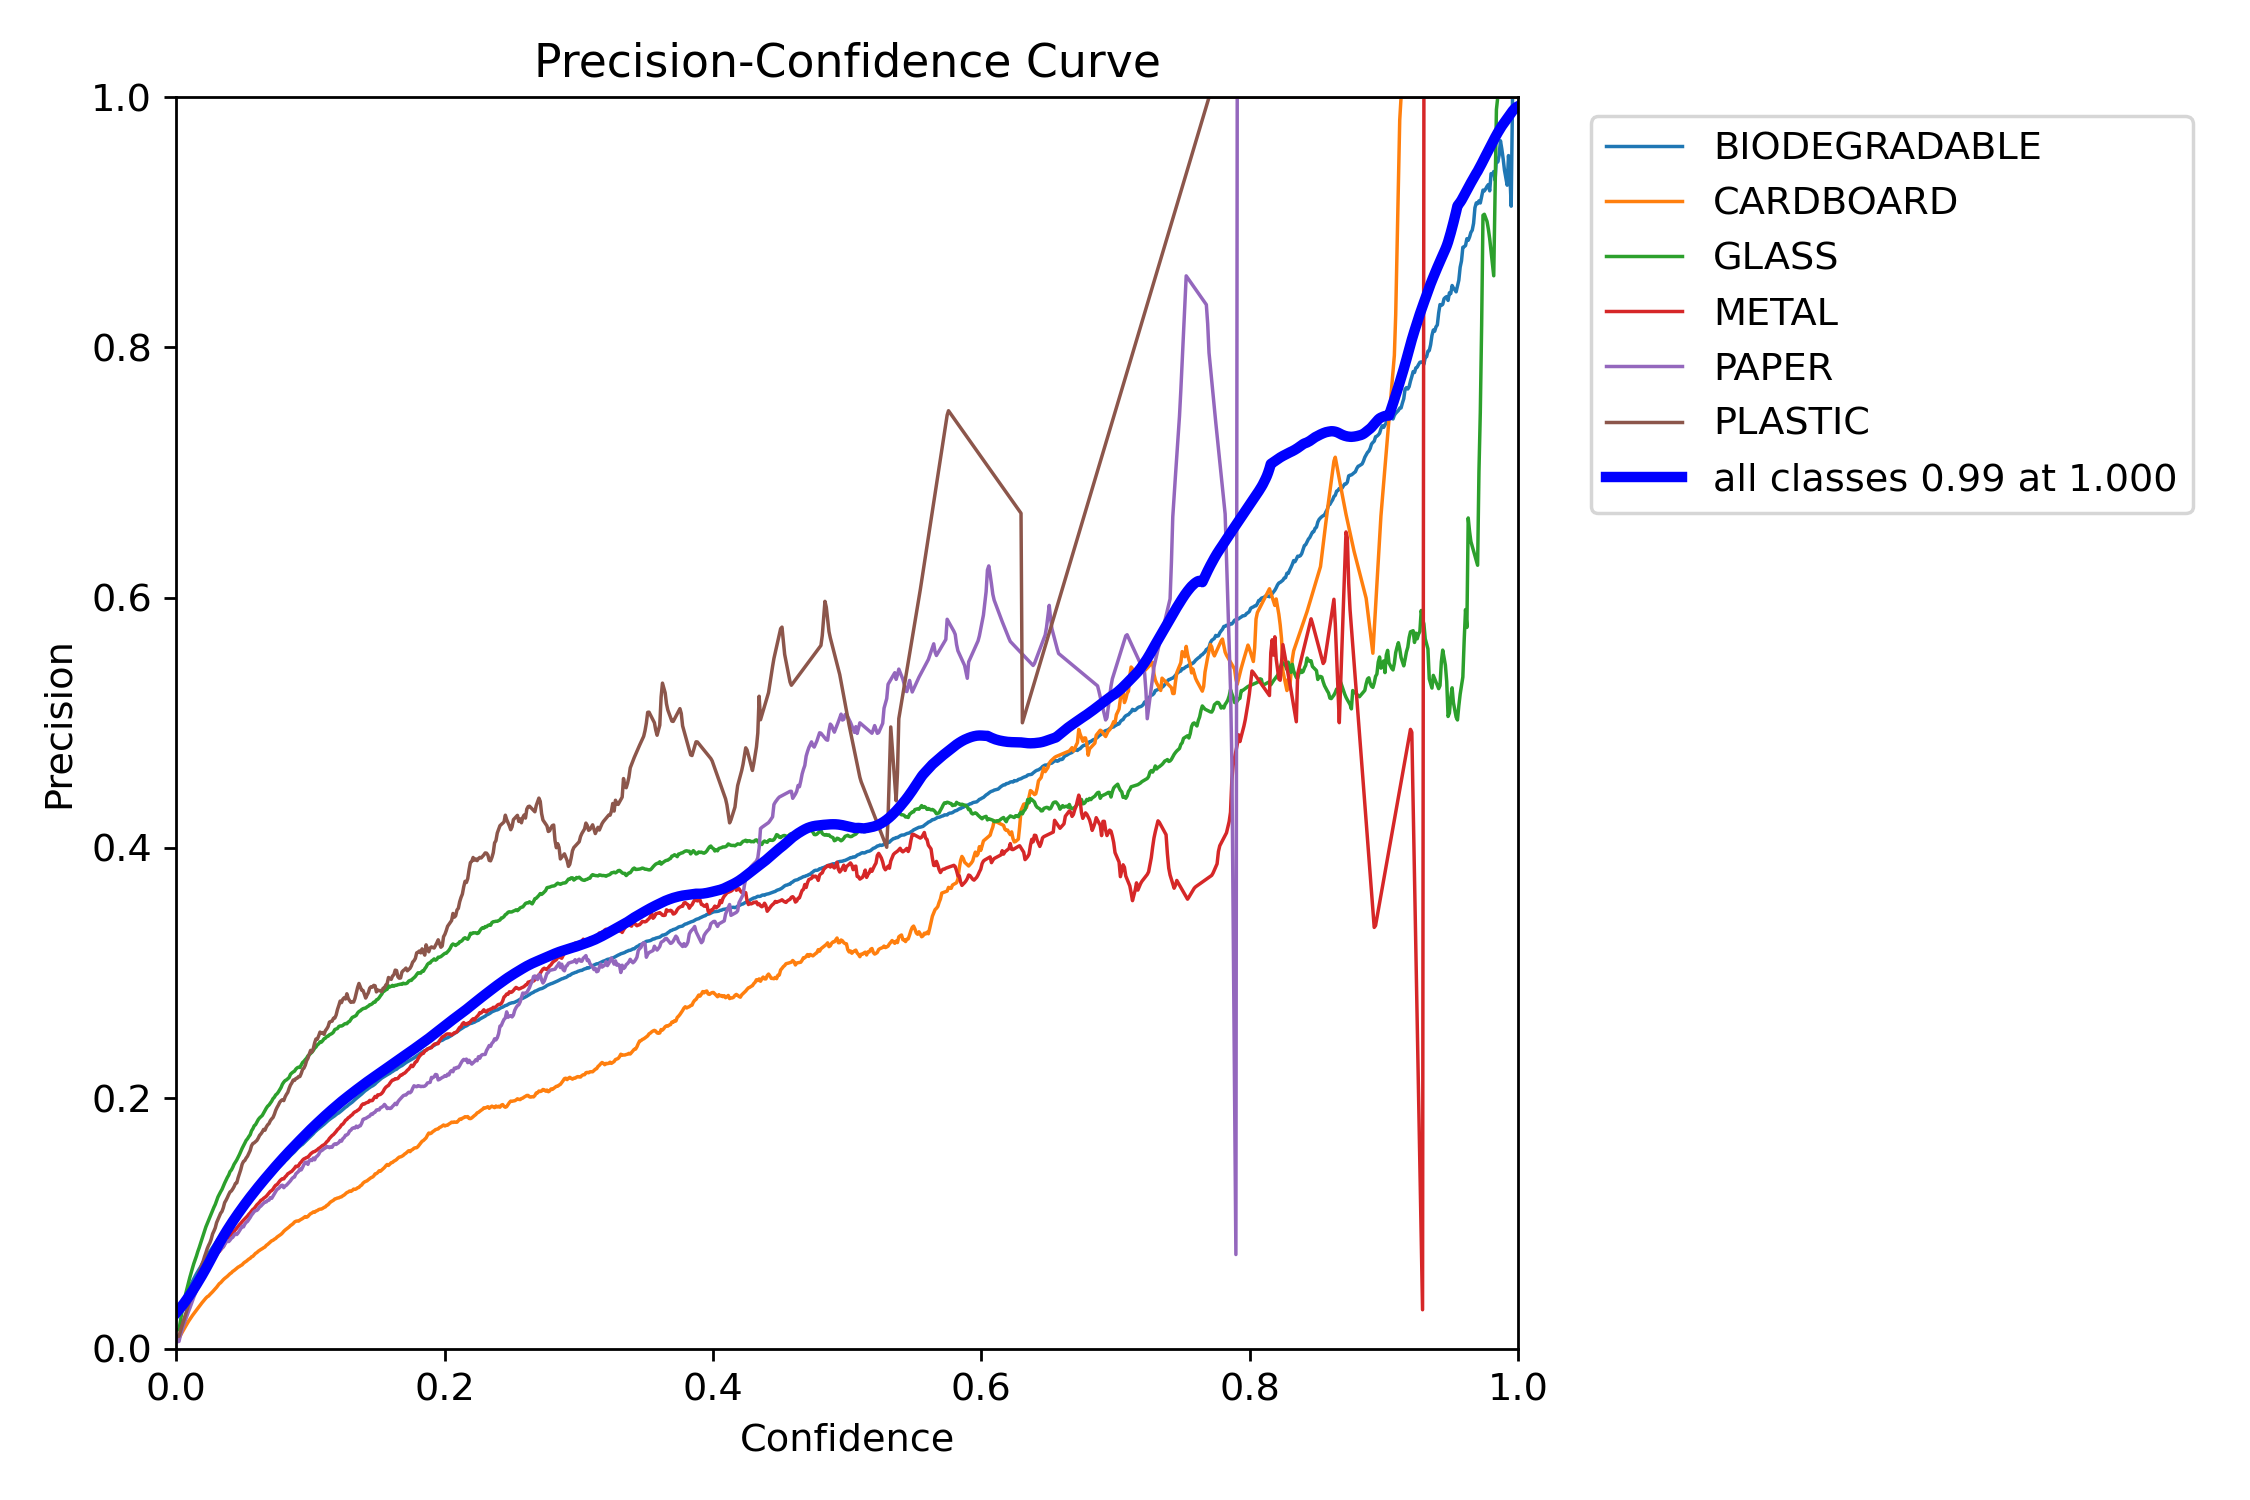 Precision-Confidence Curve
1.0
0.8
0.6
0.4
0.2
0.0
Precision
0.0 0.2 0.4 0.6 0.8 1.0
Confidence
BIODEGRADABLE
CARDBOARD
GLASS
METAL
PAPER
PLASTIC
all classes 0.99 at 1.000